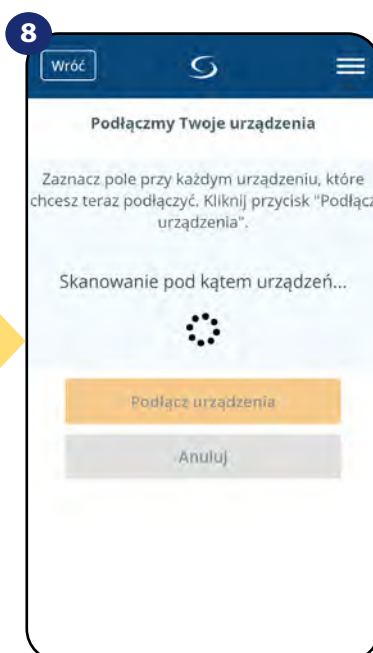 8
Wróć
Podłączmy Twoje urządzenia
Zaznacz pole przy każdym urządzeniu, które
chcesz teraz podłączyć. Kliknij przycisk "Podłącz
urządzenia".
Skanowanie pod kątem urządzeń...
Podłącz urządzenia
Anuluj